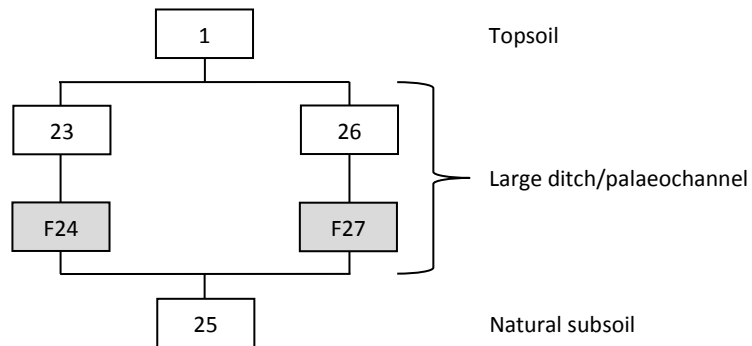 1 Topsoil
23 26
Large ditch/palaeochannel
F24 F27
25 Natural subsoil